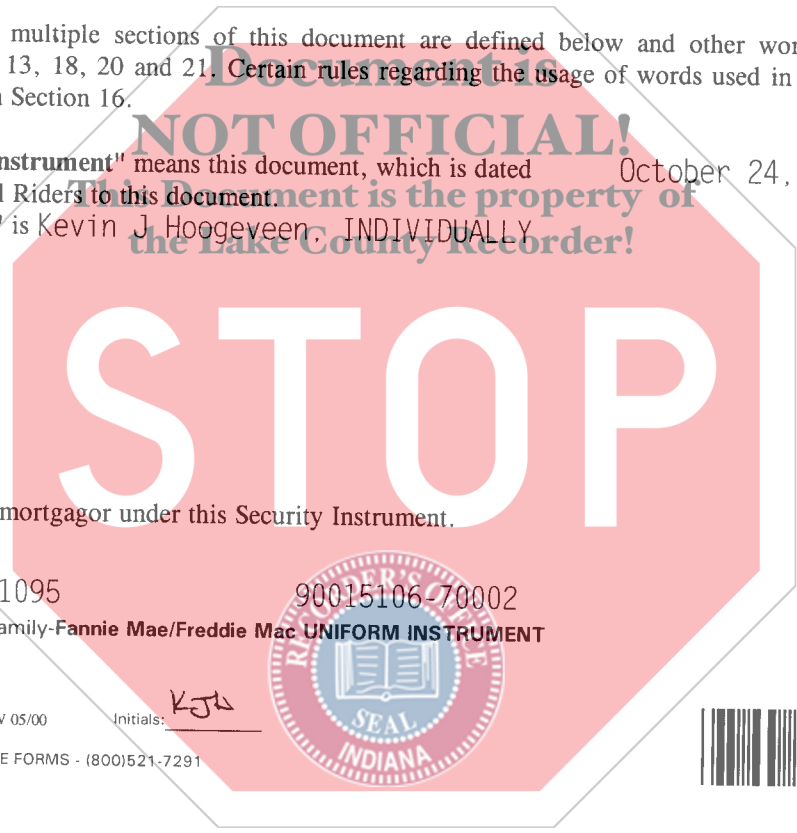 multiple sections of this document are defined below and other wor
13, 18, 20 and 21. Certain rules regarding the usage of words used in
Section 16.
Document is
NOT OFFICIAL!
This Document is the property of
the Lake County Recorder!
nstrument" means this document, which is dated October 24,
Riders to this document.
" is Kevin J Hoogeveen, INDIVIDUALLY
STOP
mortgagor under this Security Instrument.
1095 90015106-70002
amily-Fannie Mae/Freddie Mac UNIFORM INSTRUMENT
05/00 Initials: KJH
E FORMS - (800)521-7291
RECORDER'S OFFICE
SEAL
INDIANA